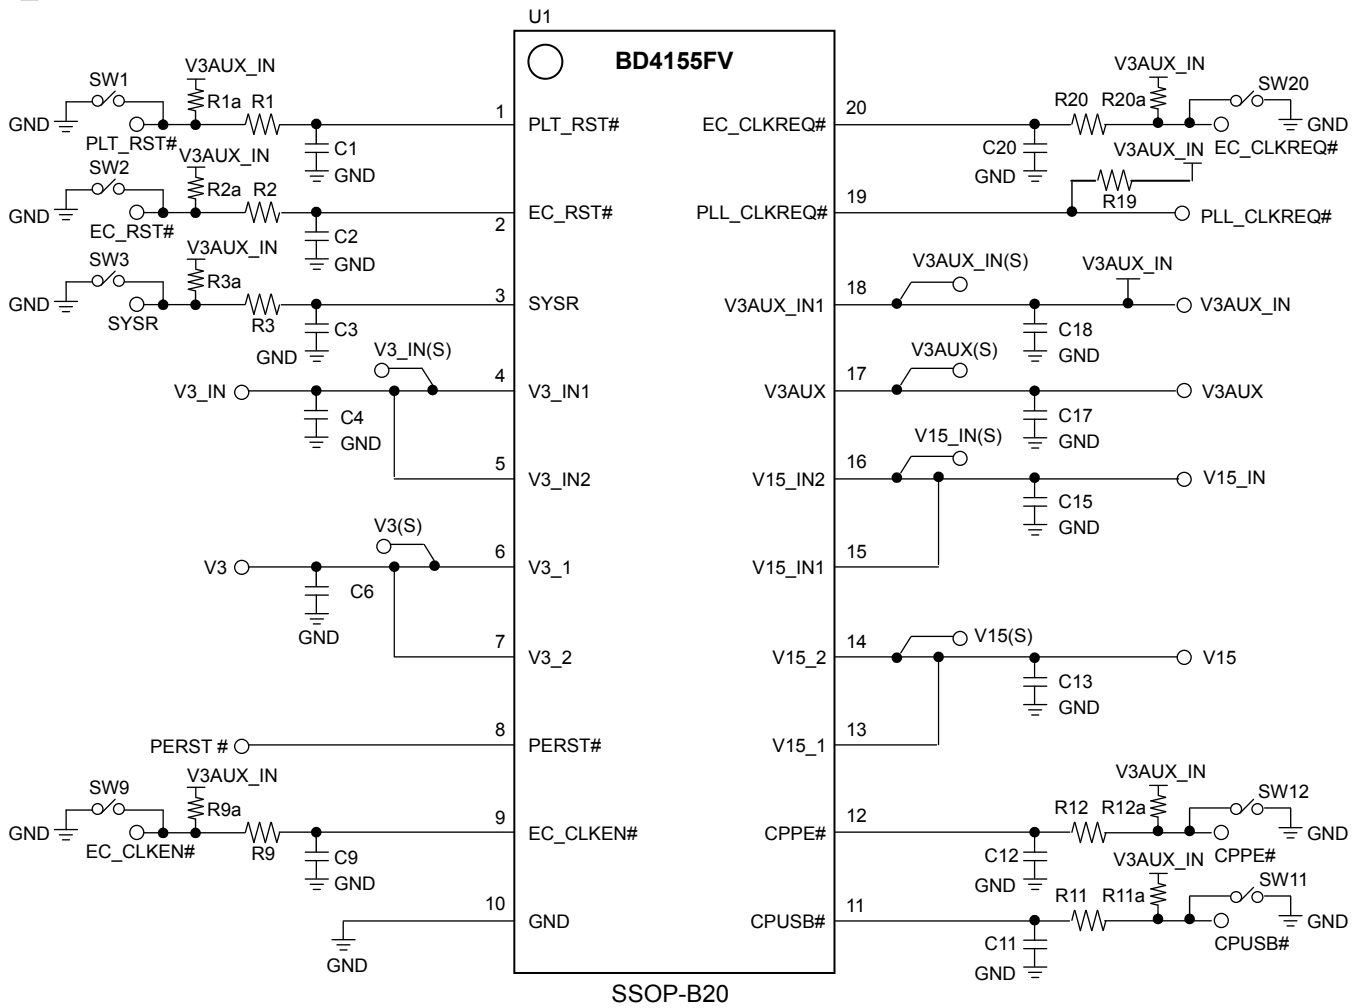 U1
BD4155FV
V3AUX_IN
SW1
R1a R1
GND
PLT_RST#
1
PLT_RST#
C1
GND
V3AUX_IN
SW2
R2a R2
GND
EC_RST#
2
EC_RST#
C2
GND
V3AUX_IN
SW3
R3a
GND
SYSR
R3
3
SYSR
C3
GND
V3_IN(S)
V3_IN
4
V3_IN1
C4
GND
5
V3_IN2
V3(S)
V3
6
V3_1
C6
GND
7
V3_2
PERST #
8
PERST#
V3AUX_IN
SW9
R9a
GND
EC_CLKEN#
R9
9
EC_CLKEN#
C9
GND
10
GND
GND
V3AUX_IN
SW20
R20 R20a
20
EC_CLKREQ#
GND
C20
GND
EC_CLKREQ#
V3AUX_IN
19
PLL_CLKREQ#
R19
PLL_CLKREQ#
V3AUX_IN(S)
V3AUX_IN
18
V3AUX_IN1
V3AUX_IN
C18
GND
V3AUX(S)
17
V3AUX
V3AUX
C17
GND
V15_IN(S)
16
V15_IN2
V15_IN
C15
GND
15
V15_IN1
V15(S)
14
V15_2
V15
C13
GND
13
V15_1
V3AUX_IN
SW12
R12 R12a
12
CPPE#
GND
C12
GND
CPPE#
V3AUX_IN
SW11
R11 R11a
11
CPUSB#
GND
C11
GND
CPUSB#
SSOP-B20